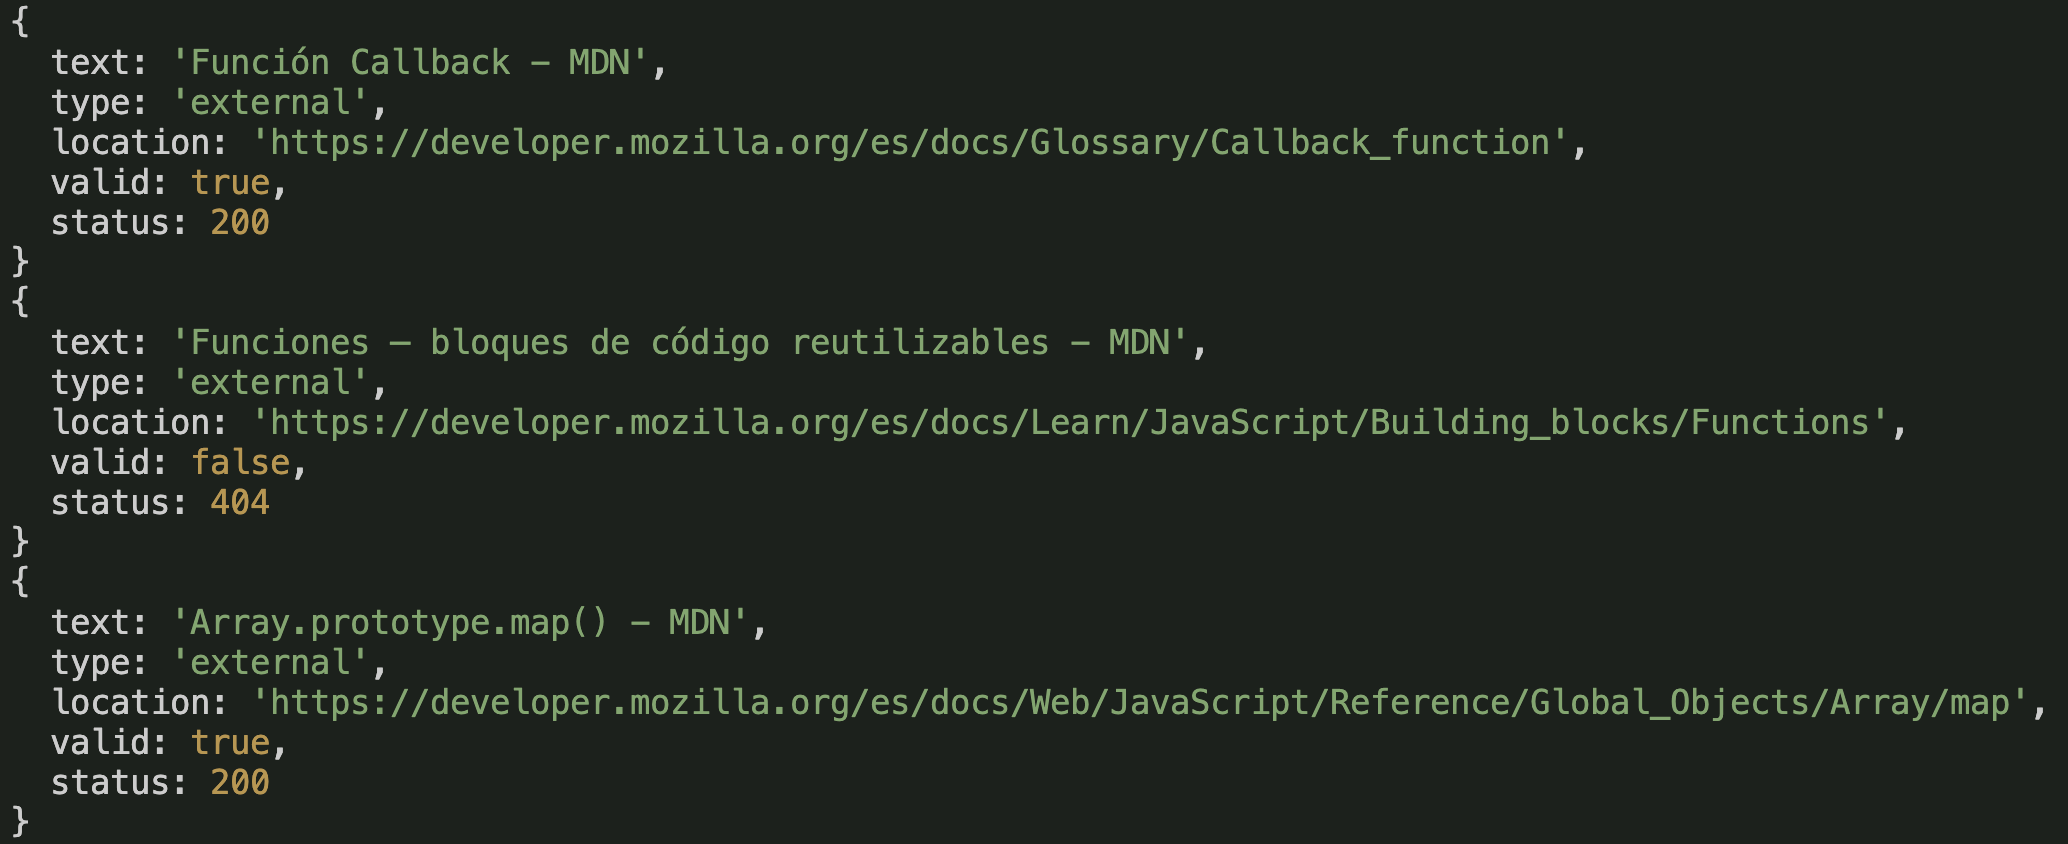 {
  text: 'Función Callback - MDN',
  type: 'external',
  location: 'https://developer.mozilla.org/es/docs/Glossary/Callback_function',
  valid: true,
  status: 200
}
{
  text: 'Funciones — bloques de código reutilizables - MDN',
  type: 'external',
  location: 'https://developer.mozilla.org/es/docs/Learn/JavaScript/Building_blocks/Functions',
  valid: false,
  status: 404
}
{
  text: 'Array.prototype.map() - MDN',
  type: 'external',
  location: 'https://developer.mozilla.org/es/docs/Web/JavaScript/Reference/Global_Objects/Array/map',
  valid: true,
  status: 200
}